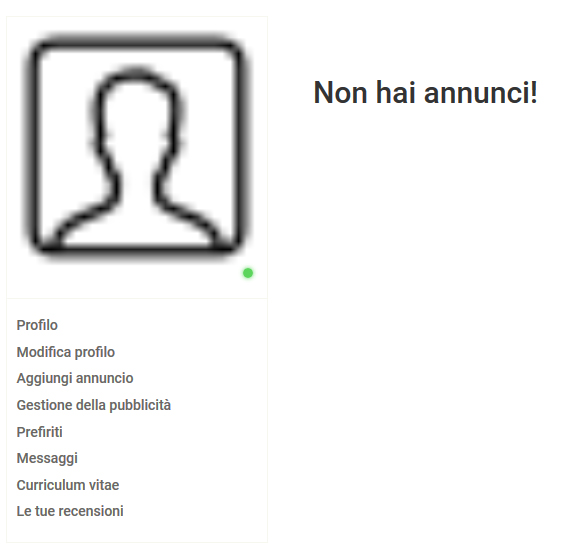 Non hai annunci!
Profilo
Modifica profilo
Aggiungi annuncio
Gestione della pubblicità
Prefiriti
Messaggi
Curriculum vitae
Le tue recensioni